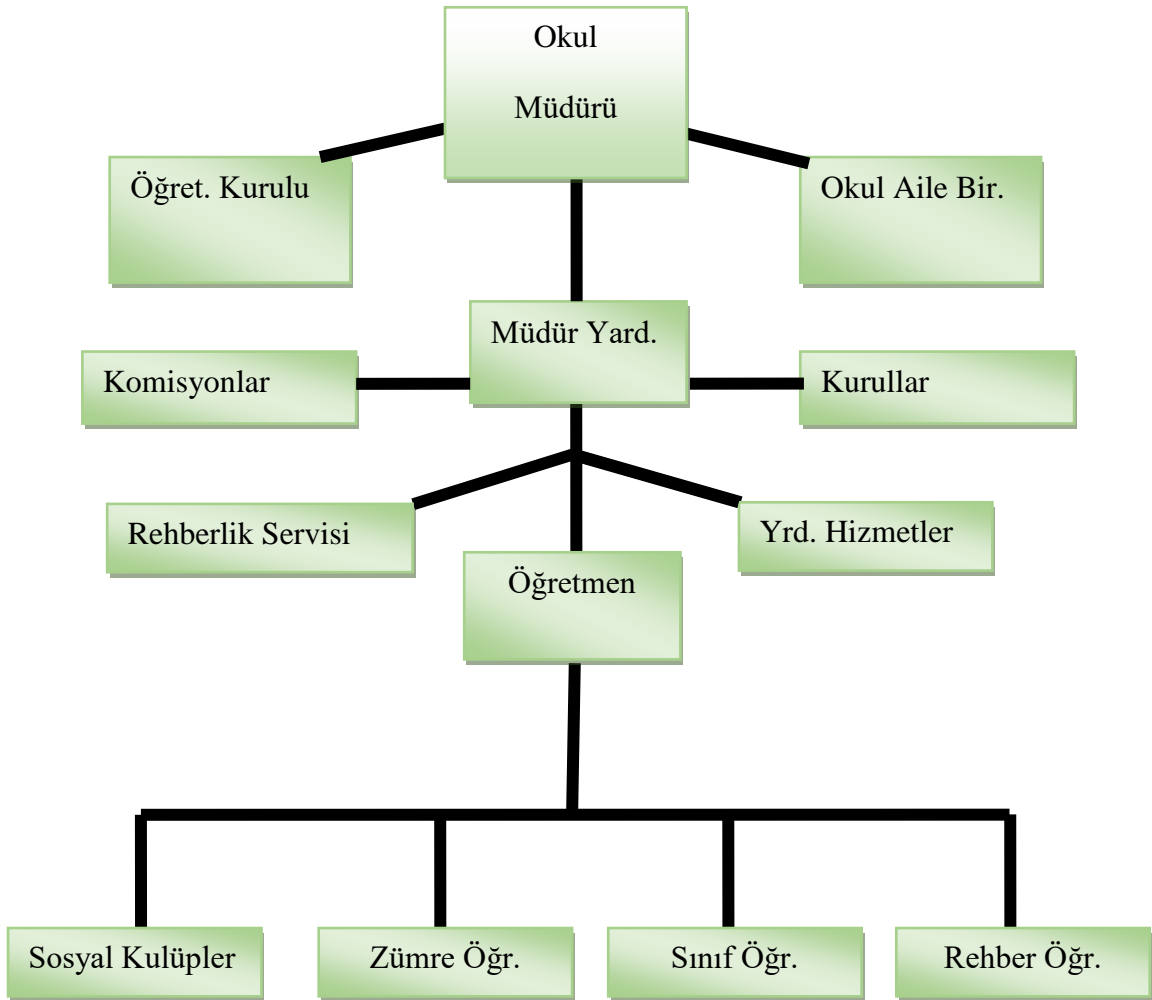 Okul
Müdürü
Öğret. Kurulu
Okul Aile Bir.
Müdür Yard.
Komisyonlar
Kurullar
Rehberlik Servisi
Yrd. Hizmetler
Öğretmen
Sosyal Kulüpler
Zümre Öğr.
Sınıf Öğr.
Rehber Öğr.